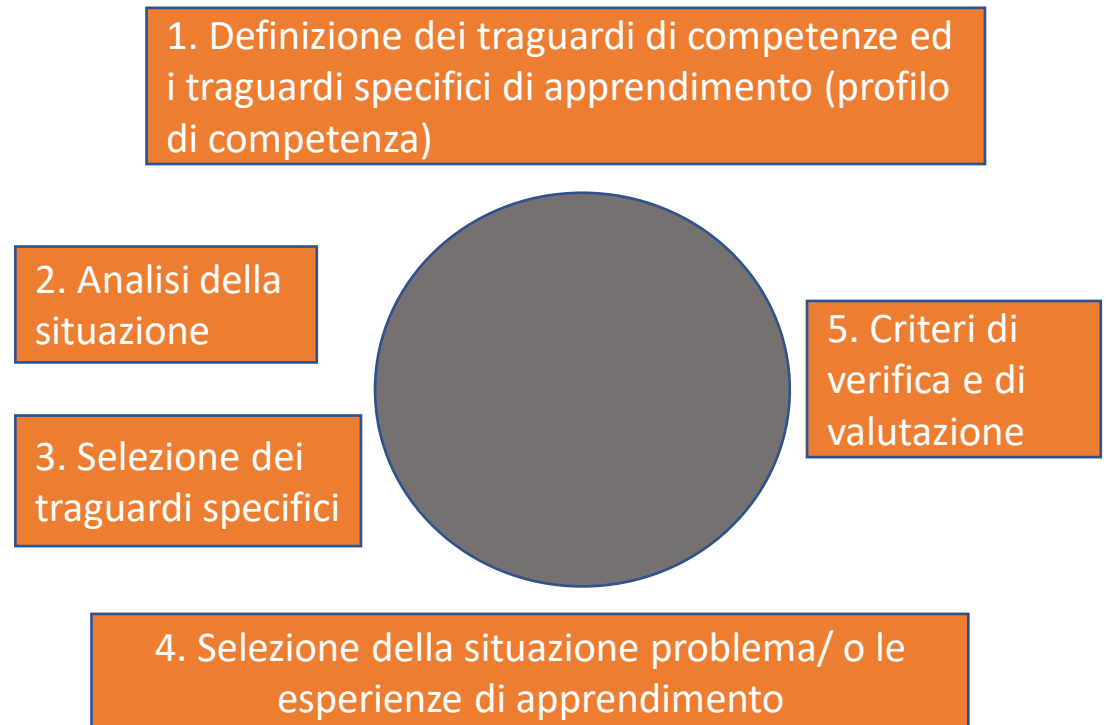 1. Definizione dei traguardi di competenze ed
i traguardi specifici di apprendimento (profilo
di competenza)
2. Analisi della
situazione
3. Selezione dei
traguardi specifici
4. Selezione della situazione problema/ o le
esperienze di apprendimento
5. Criteri di
verifica e di
valutazione